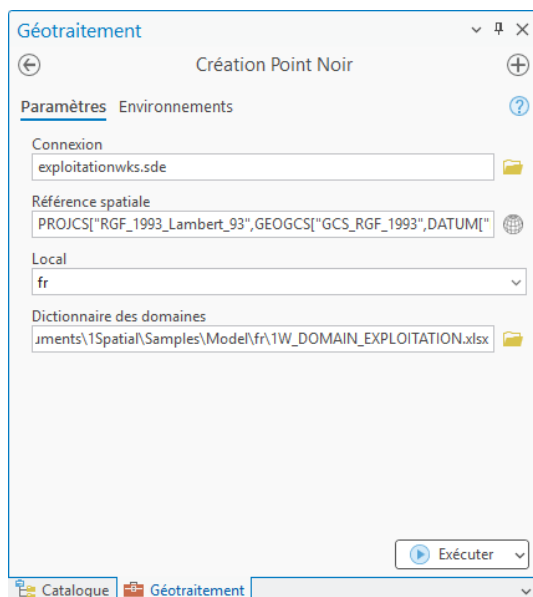 Géotraitement
Création Point Noir
Paramètres Environnements
Connexion
exploitationwks.sde
Référence spatiale
PROJCS["RGF_1993_Lambert_93",GEOGCS["GCS_RGF_1993",DATUM["
Local
fr
Dictionnaire des domaines
uments\1Spatial\Samples\Model\fr\1W_DOMAIN_EXPLOITATION.xlsx
Exécuter
Catalogue Géotraitement